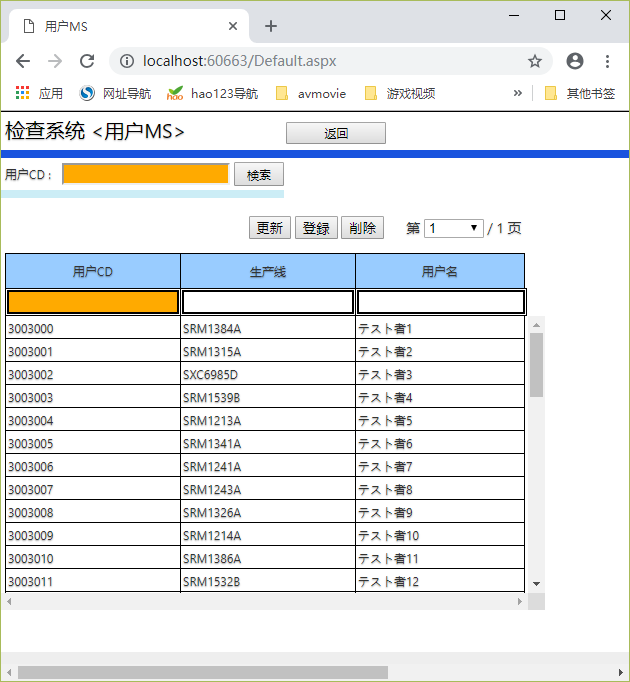 用户MS
localhost:60663/Default.aspx
应用 网址导航 hao hao123导航 avmovie 游戏视频 » 其他书签
检查系统 <用户MS> 返回
用户CD： 検索
更新 登録 削除 第 1 / 1 页
用户CD 生产线 用户名
3003000 SRM1384A テスト者1
3003001 SRM1315A テスト者2
3003002 SXC6985D テスト者3
3003003 SRM1539B テスト者4
3003004 SRM1213A テスト者5
3003005 SRM1341A テスト者6
3003006 SRM1241A テスト者7
3003007 SRM1243A テスト者8
3003008 SRM1326A テスト者9
3003009 SRM1214A テスト者10
3003010 SRM1386A テスト者11
3003011 SRM1532B テスト者12